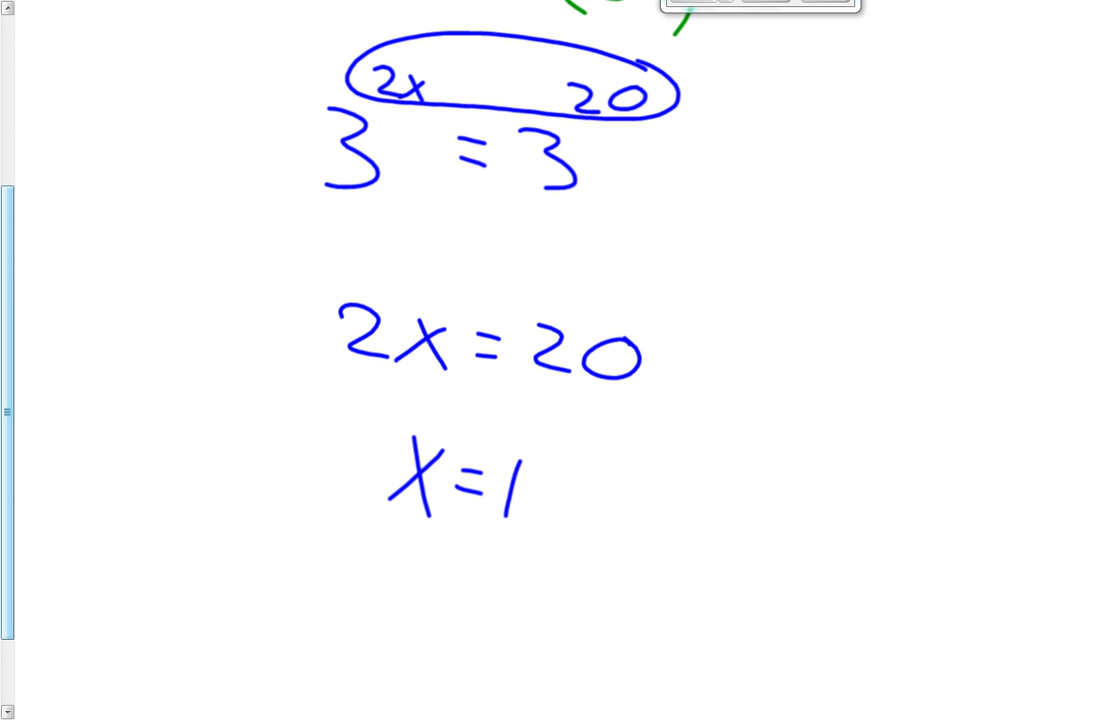 2x 20
3 = 3
2x = 20
x = 1